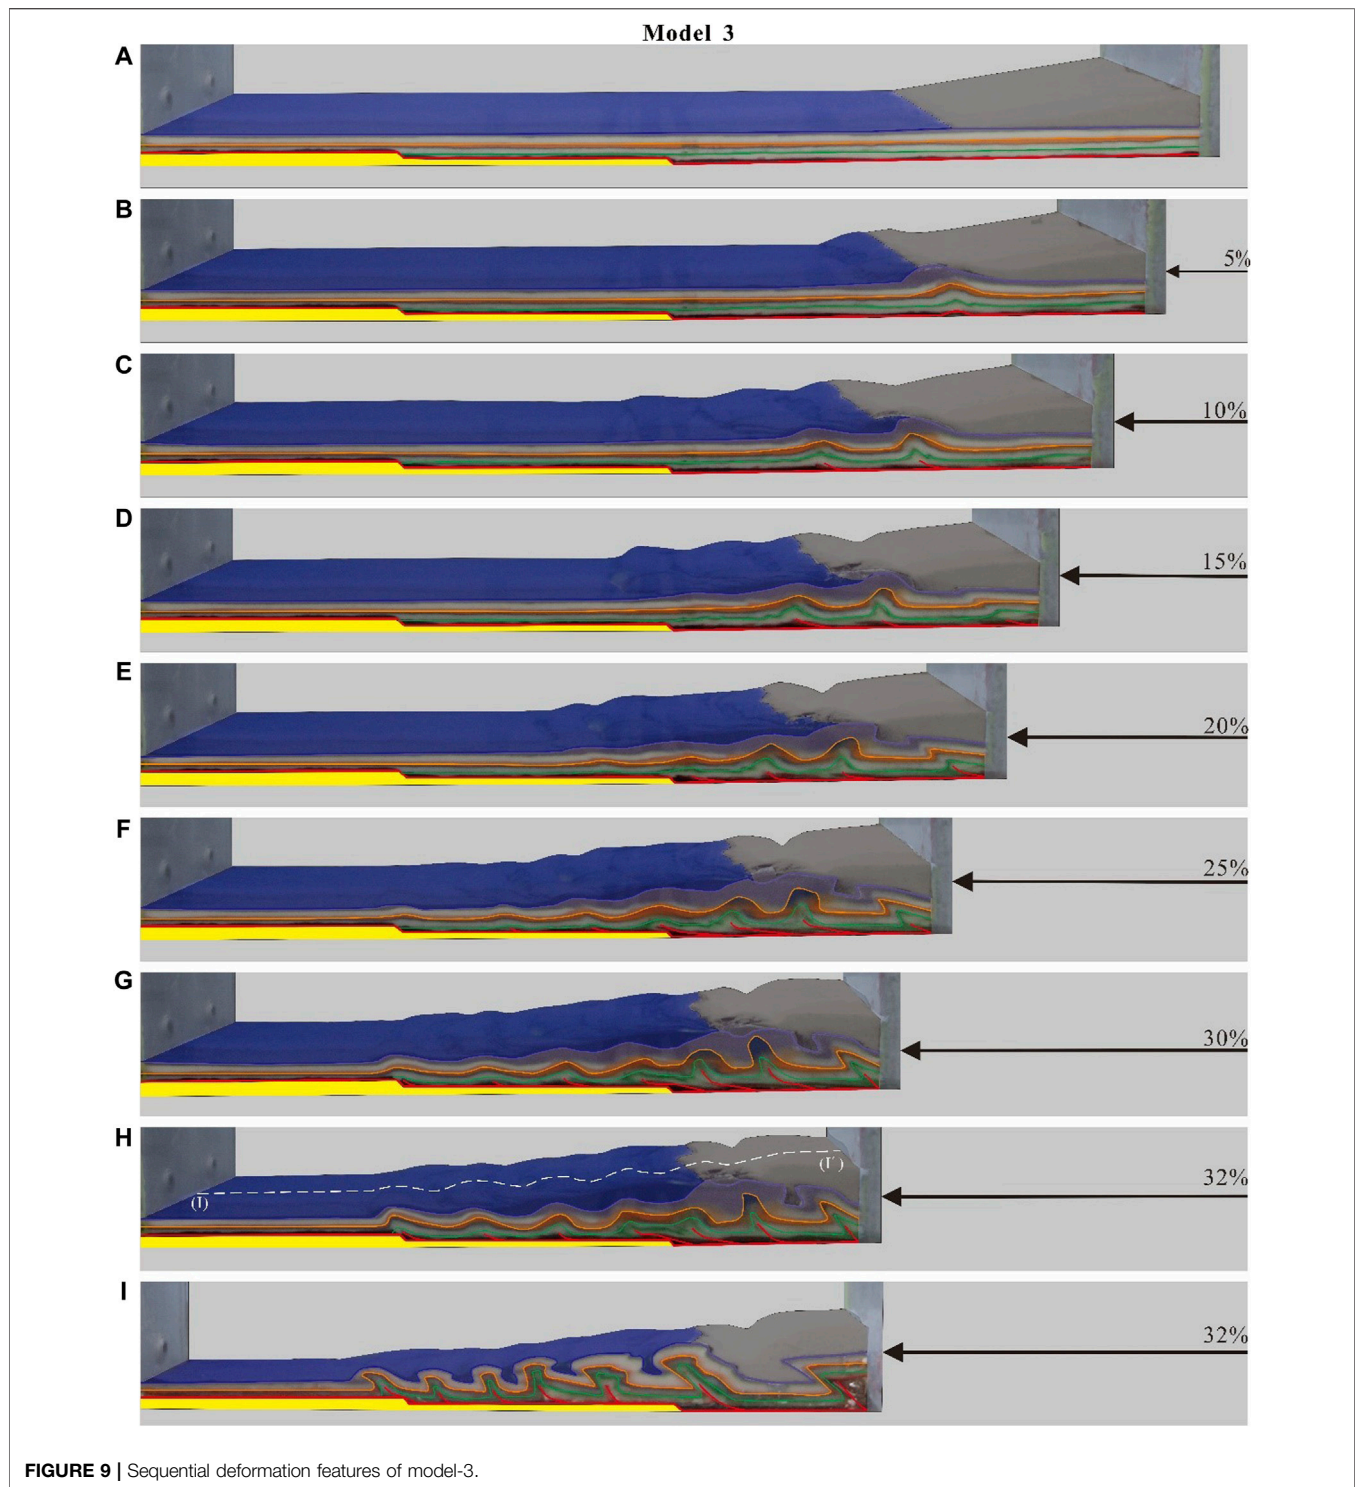 Model 3
A
B
5%
C
10%
D
15%
E
20%
F
25%
G
30%
H
(I)
(I')
32%
I
32%
FIGURE 9 | Sequential deformation features of model-3.